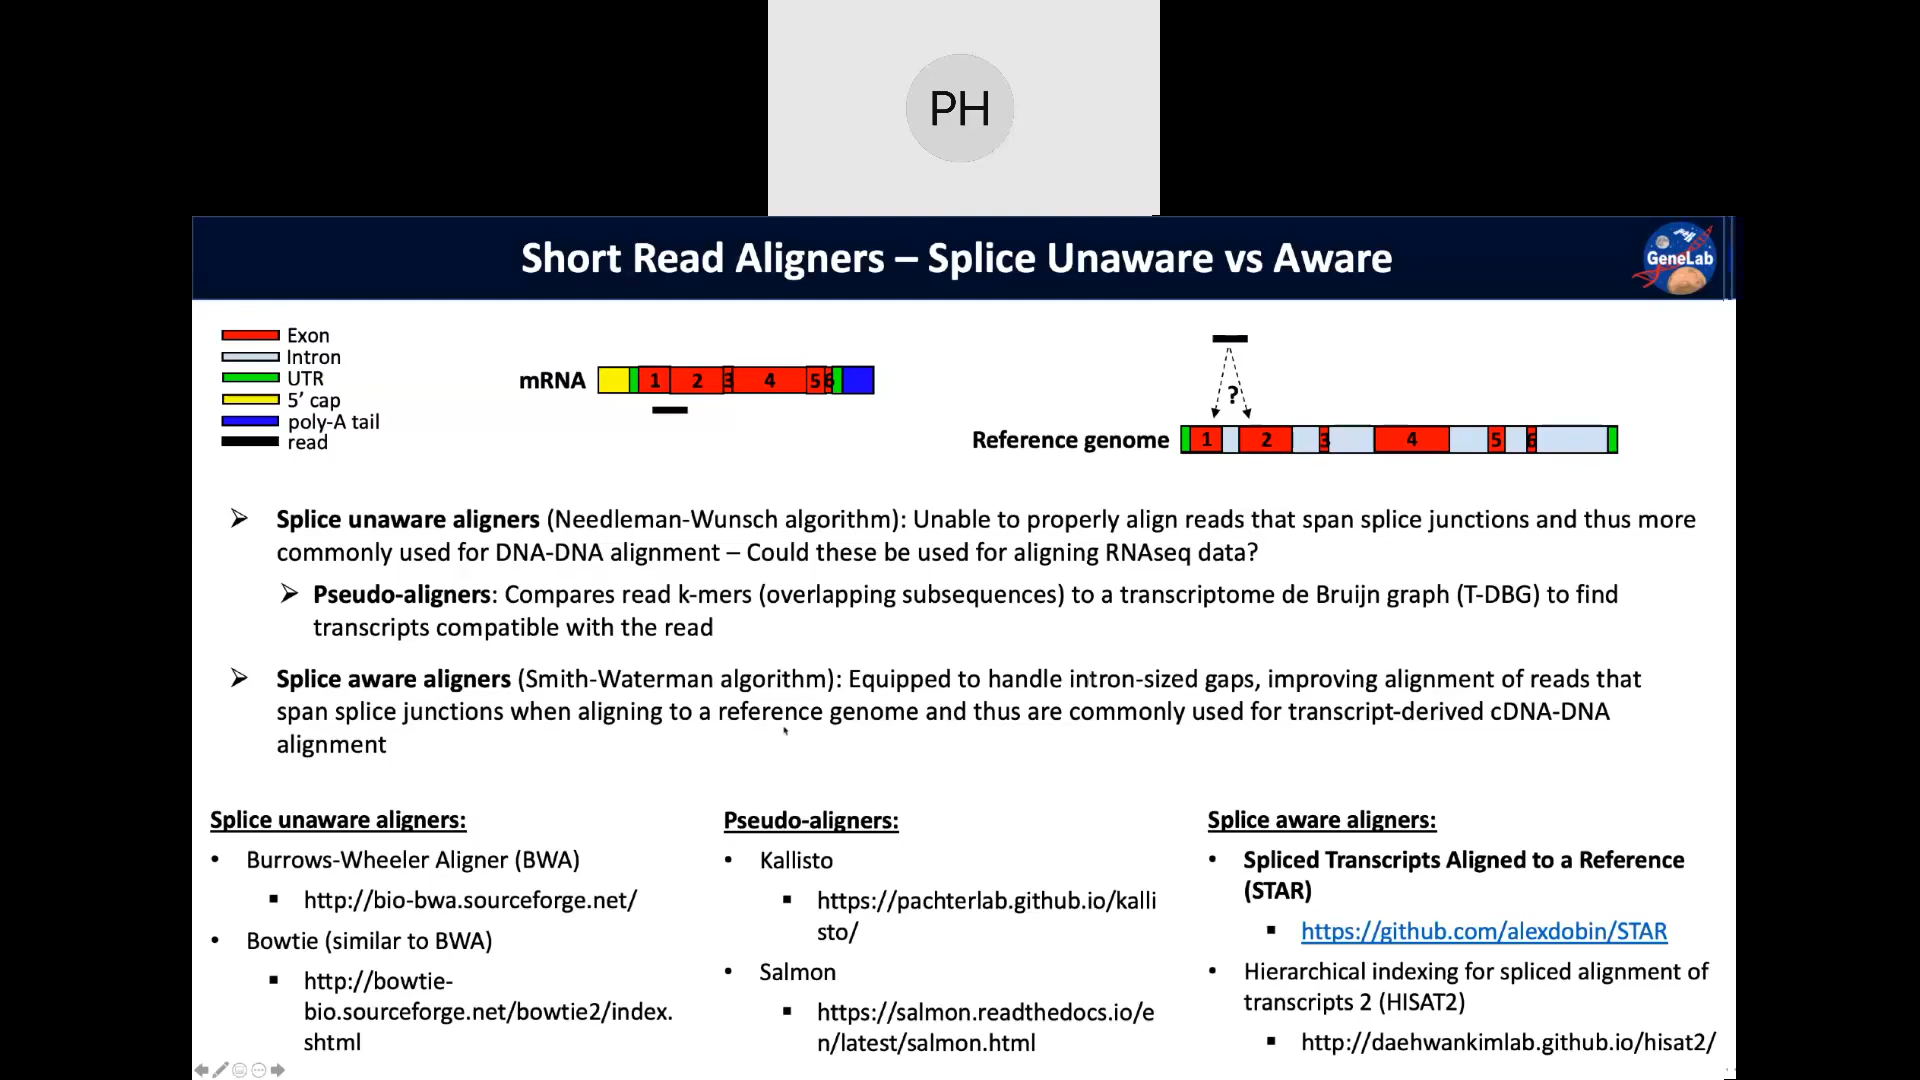 PH
Short Read Aligners – Splice Unaware vs Aware
GeneLab
Exon
Intron
UTR
5’ cap
poly-A tail
read
mRNA
1 2 3 4 5 6
?
Reference genome
1 2 3 4 5 6
➢ Splice unaware aligners (Needleman-Wunsch algorithm): Unable to properly align reads that span splice junctions and thus more
commonly used for DNA-DNA alignment – Could these be used for aligning RNAseq data?
➢ Pseudo-aligners: Compares read k-mers (overlapping subsequences) to a transcriptome de Bruijn graph (T-DBG) to find
transcripts compatible with the read
➢ Splice aware aligners (Smith-Waterman algorithm): Equipped to handle intron-sized gaps, improving alignment of reads that
span splice junctions when aligning to a reference genome and thus are commonly used for transcript-derived cDNA-DNA
alignment
Splice unaware aligners:
• Burrows-Wheeler Aligner (BWA)
▪ http://bio-bwa.sourceforge.net/
• Bowtie (similar to BWA)
▪ http://bowtie-
bio.sourceforge.net/bowtie2/index.
shtml
Pseudo-aligners:
• Kallisto
▪ https://pachterlab.github.io/kalli
sto/
• Salmon
▪ https://salmon.readthedocs.io/e
n/latest/salmon.html
Splice aware aligners:
• Spliced Transcripts Aligned to a Reference
(STAR)
▪ https://github.com/alexdobin/STAR
• Hierarchical indexing for spliced alignment of
transcripts 2 (HISAT2)
▪ http://daehwankimlab.github.io/hisat2/